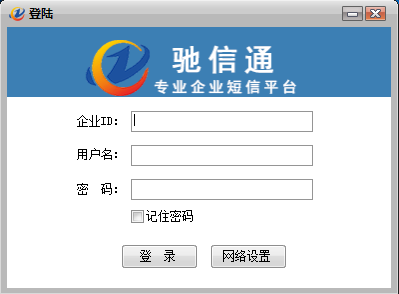 登陆
驰信通
专业企业短信平台
企业ID：
用户名：
密　码：
记住密码
登　录　网络设置